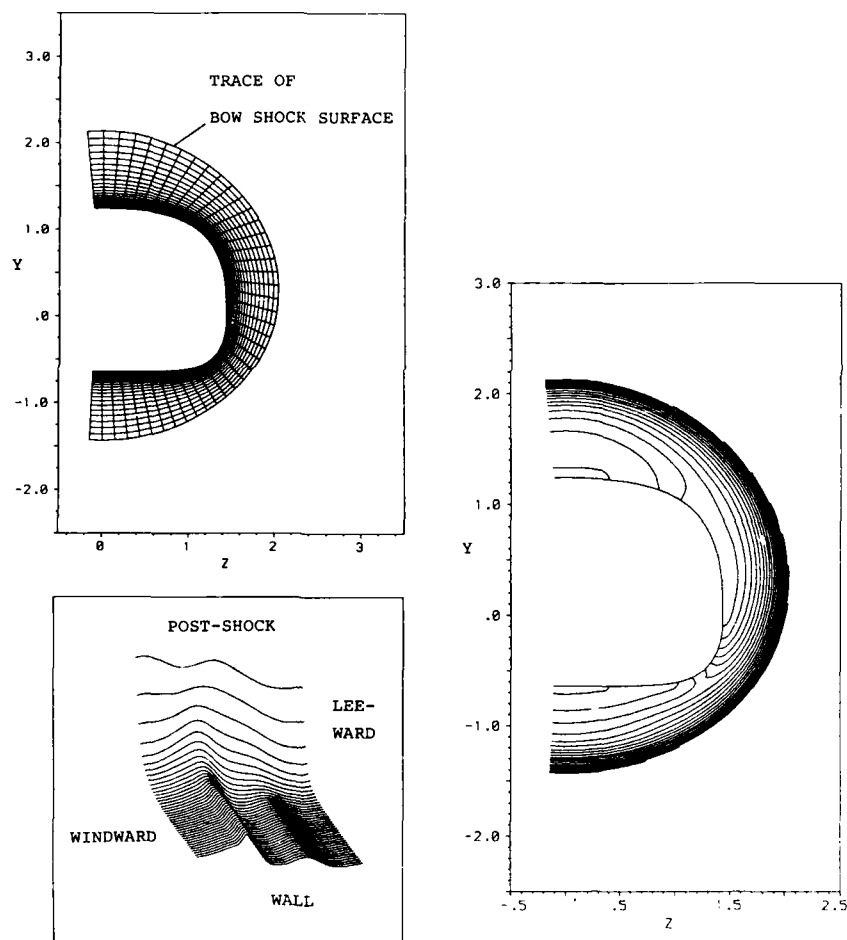 3.0
TRACE OF
BOW SHOCK SURFACE
2.0
1.0
Y
.0
-1.0
-2.0
0
1
2
3
Z
POST-SHOCK
LEE-
WARD
WINDWARD
WALL
3.0
2.0
1.0
Y
.0
-1.0
-2.0
-.5
.5
1.5
2.5
Z